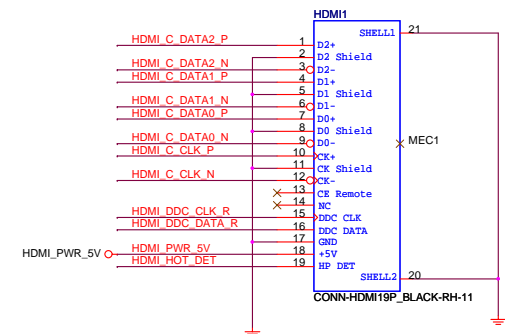 HDMI1
SHELL1 21
HDMI_C_DATA2_P 1 D2+
2 D2 Shield
HDMI_C_DATA2_N 3 D2-
HDMI_C_DATA1_P 4 D1+
5 D1 Shield
HDMI_C_DATA1_N 6 D1-
HDMI_C_DATA0_P 7 D0+
8 D0 Shield
HDMI_C_DATA0_N 9 D0-
MEC1
HDMI_C_CLK_P 10 CK+
11 CK Shield
HDMI_C_CLK_N 12 CK-
13 CE Remote
14 NC
HDMI_DDC_CLK_R 15 DDC CLK
HDMI_DDC_DATA_R 16 DDC DATA
17 GND
HDMI_PWR_5V HDMI_PWR_5V 18 +5V
HDMI_HOT_DET 19 HP DET
SHELL2 20
CONN-HDMI19P_BLACK-RH-11